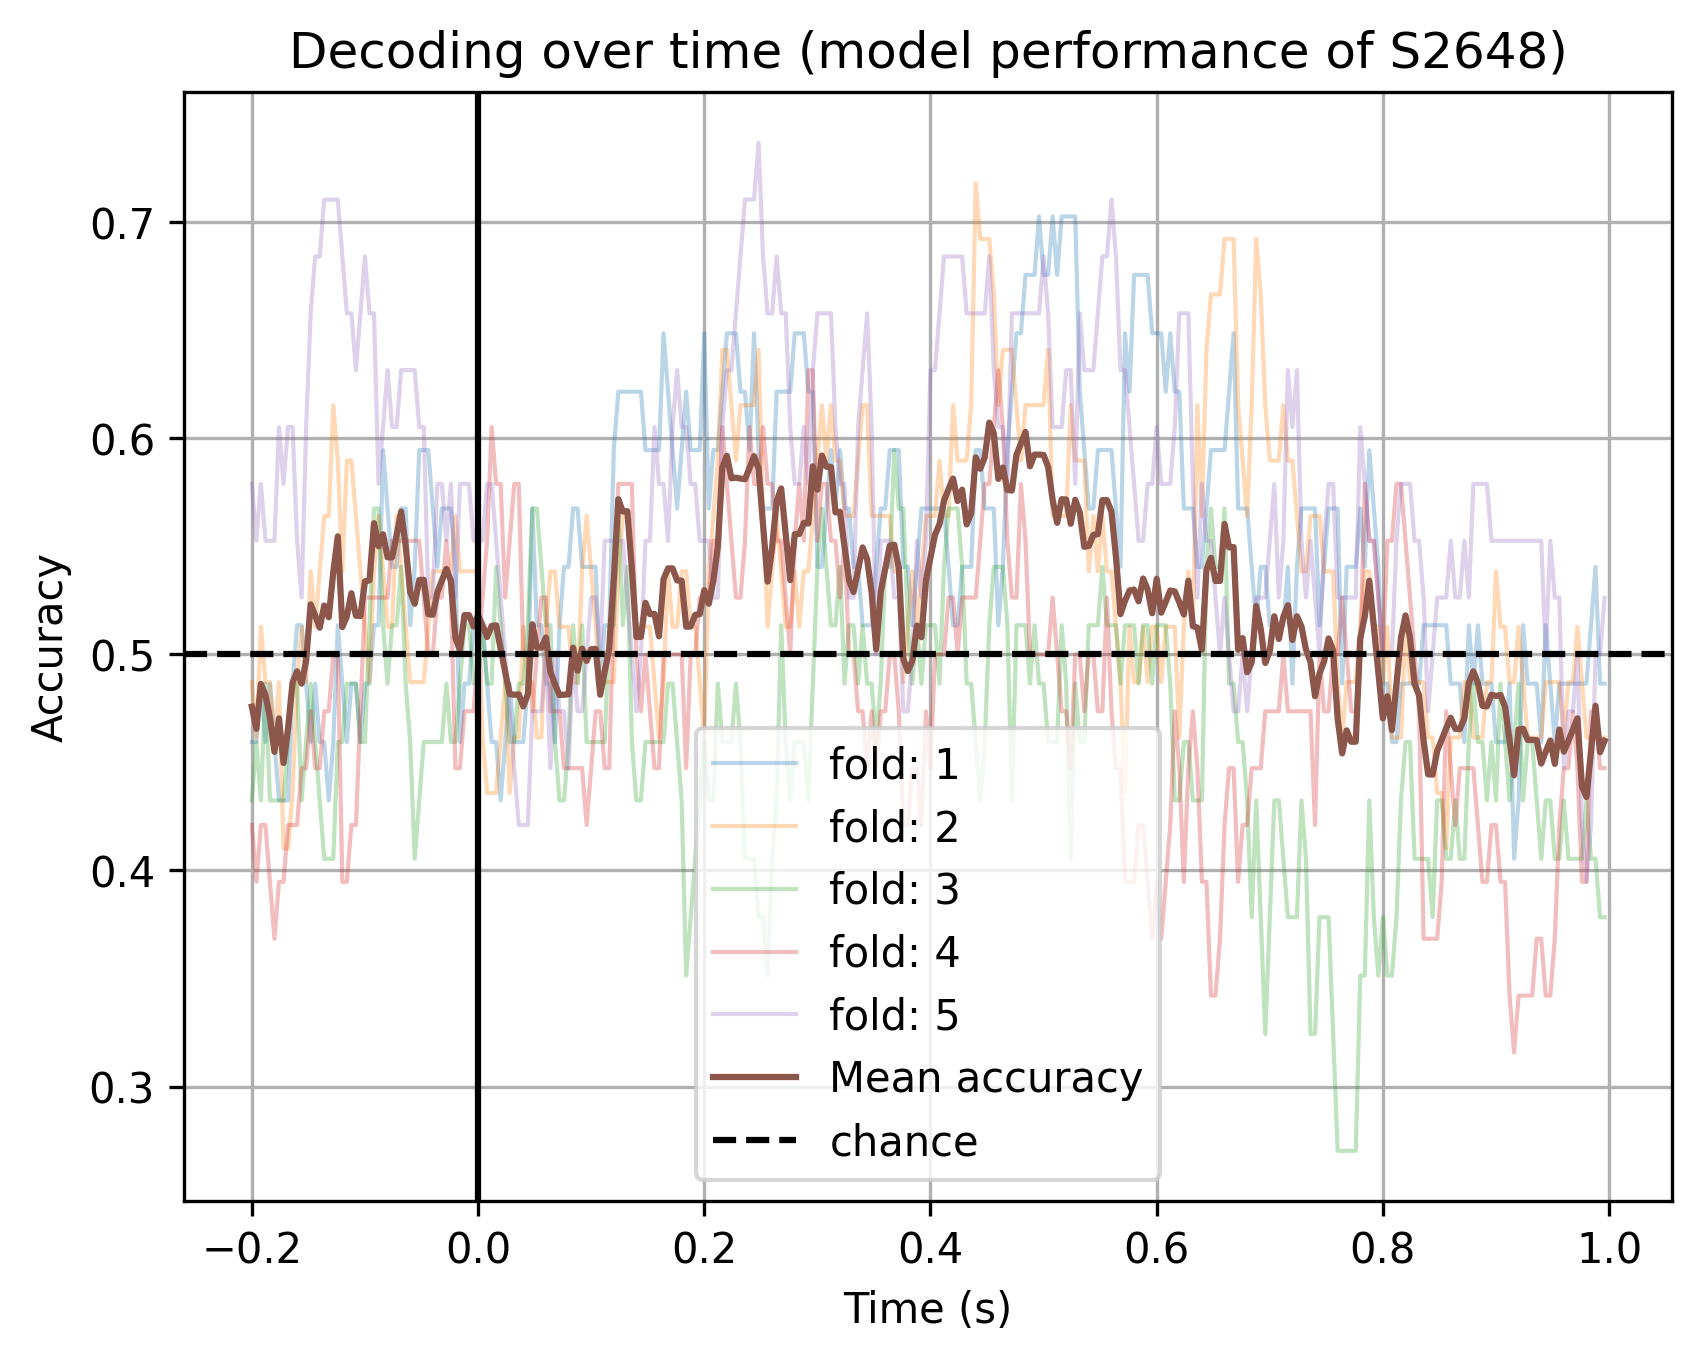 Decoding over time (model performance of S2648)
Accuracy
0.7
0.6
0.5
0.4
0.3
fold: 1
fold: 2
fold: 3
fold: 4
fold: 5
Mean accuracy
chance
−0.2 0.0 0.2 0.4 0.6 0.8 1.0
Time (s)